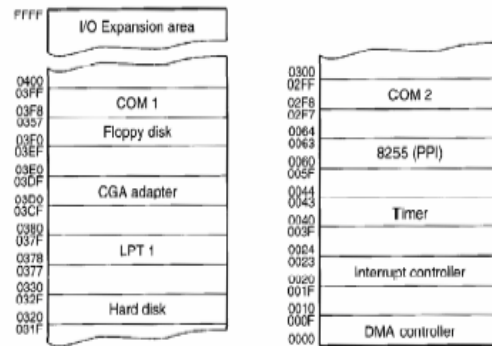 FFFF
I/O Expansion area
0400
03FF
COM 1
03F8
0357
Floppy disk
03F0
03EF
03E0
03DF
CGA adapter
03D0
03CF
0380
037F
LPT 1
0378
0377
0330
032F
Hard disk
0320
031F
0300
02FF
COM 2
02F8
02F7
0064
0063
8255 (PPI)
0060
005F
0044
0043
Timer
0040
003F
0024
0023
Interrupt controller
0020
001F
0010
000F
DMA controller
0000